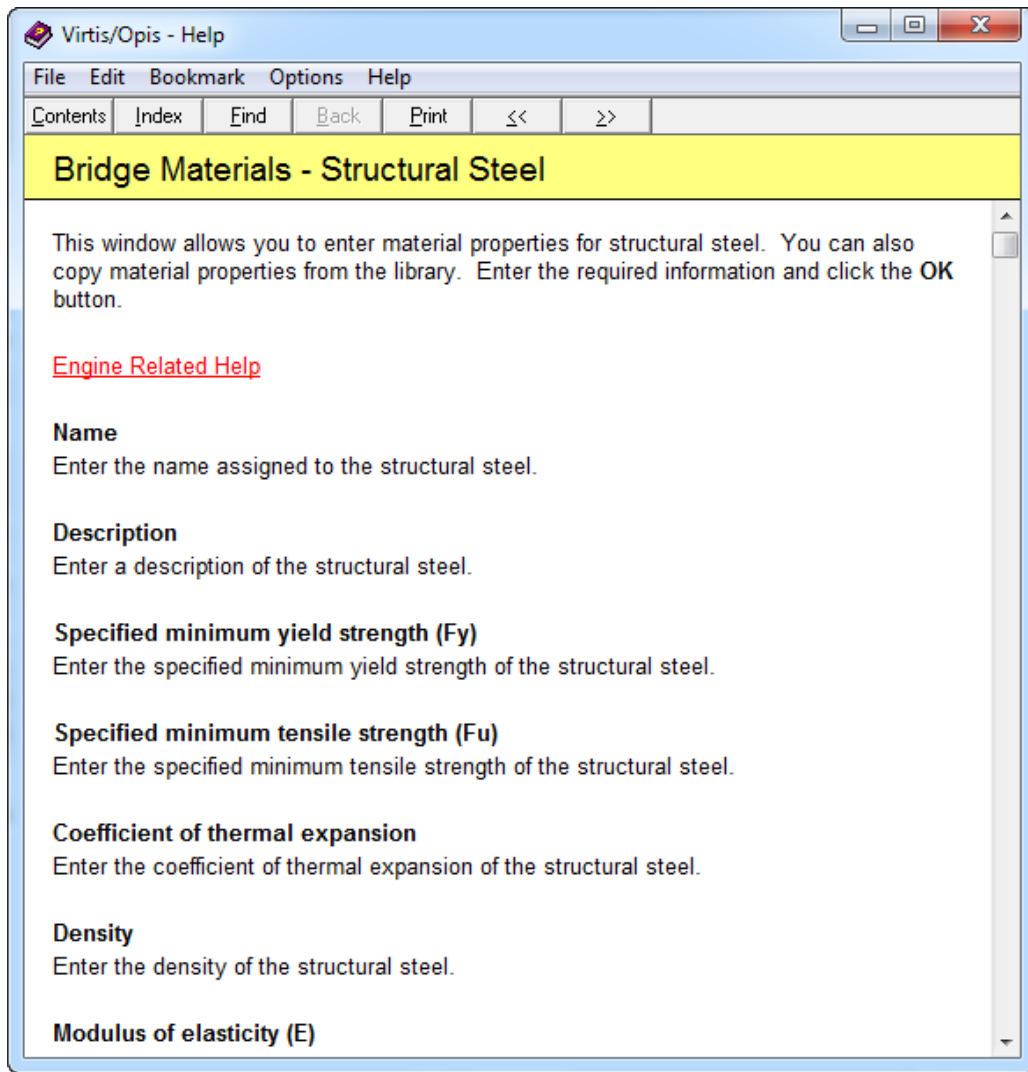 Virtis/Opis - Help
File Edit Bookmark Options Help
Contents Index Find Back Print << >>
Bridge Materials - Structural Steel
This window allows you to enter material properties for structural steel. You can also
copy material properties from the library. Enter the required information and click the OK
button.
Engine Related Help
Name
Enter the name assigned to the structural steel.
Description
Enter a description of the structural steel.
Specified minimum yield strength (Fy)
Enter the specified minimum yield strength of the structural steel.
Specified minimum tensile strength (Fu)
Enter the specified minimum tensile strength of the structural steel.
Coefficient of thermal expansion
Enter the coefficient of thermal expansion of the structural steel.
Density
Enter the density of the structural steel.
Modulus of elasticity (E)